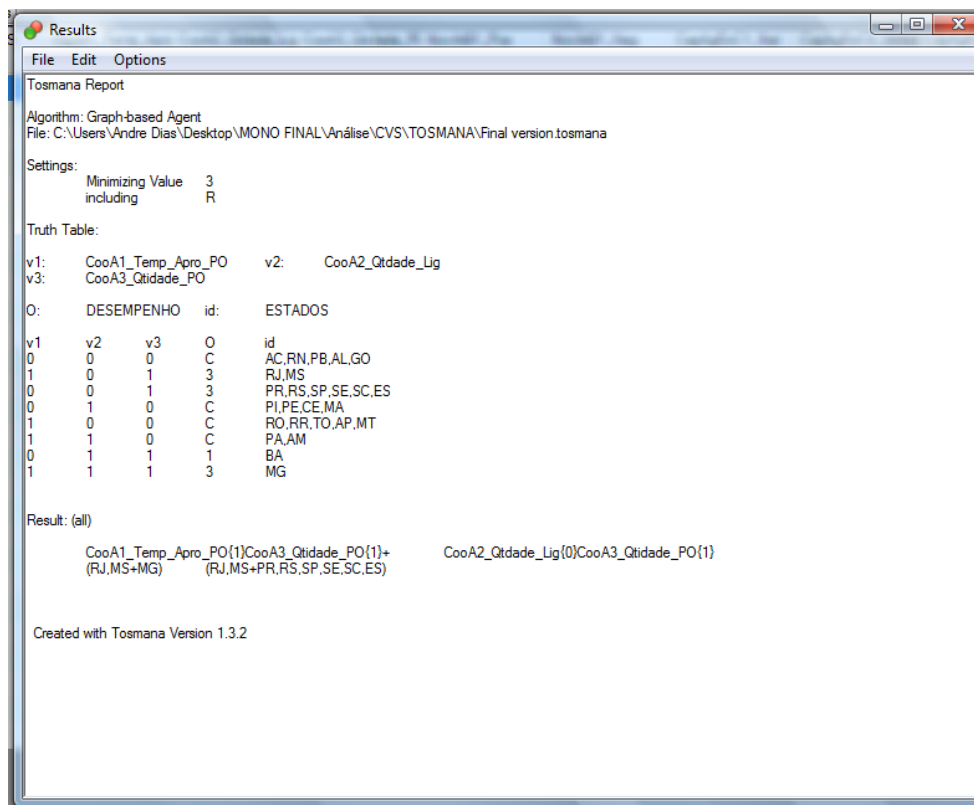 Results
File Edit Options
Tosmana Report
Algorithm: Graph-based Agent
File: C:\Users\Andre Dias\Desktop\MONO FINAL\Análise\CVS\TOSMANA\Final version.tosmana
Settings:
Minimizing Value 3
including R
Truth Table:
v1: CooA1_Temp_Apro_PO v2: CooA2_Qtdade_Lig
v3: CooA3_Qtidade_PO
O: DESEMPENHO id: ESTADOS
v1 v2 v3 O id
0 0 0 C AC,RN,PB,AL,GO
1 0 1 3 RJ,MS
0 0 1 3 PR,RS,SP,SE,SC,ES
0 1 0 C PI,PE,CE,MA
1 0 0 C RO,RR,TO,AP,MT
1 1 0 C PA,AM
0 1 1 1 BA
1 1 1 3 MG
Result: (all)
CooA1_Temp_Apro_PO{1}CooA3_Qtidade_PO{1}+ CooA2_Qtdade_Lig{0}CooA3_Qtidade_PO{1}
(RJ,MS+MG) (RJ,MS+PR,RS,SP,SE,SC,ES)
Created with Tosmana Version 1.3.2